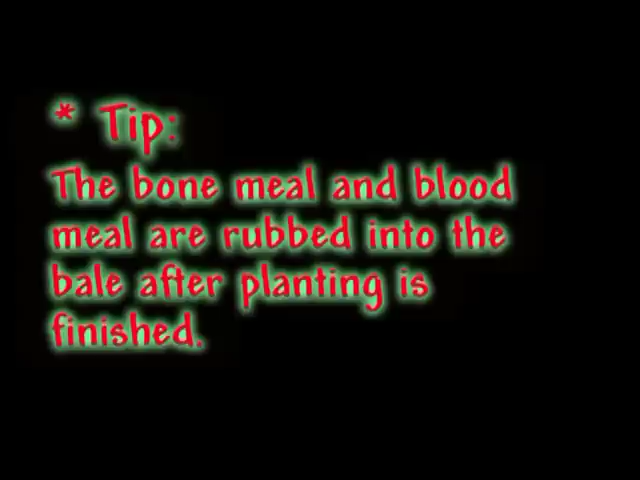 * Tip:
The bone meal and blood
meal are rubbed into the
bale after planting is
finished.